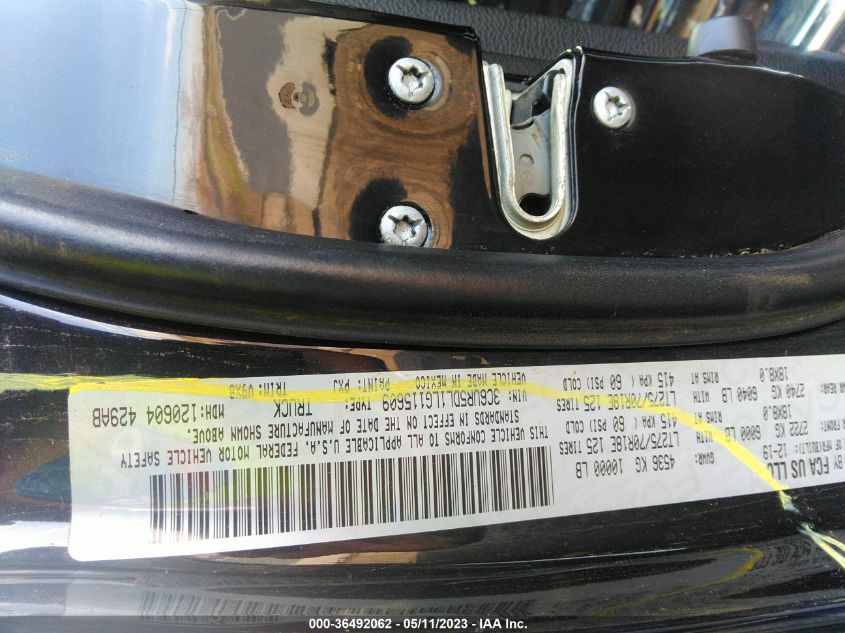 BY FCA US LLC
OF MFR(BUILT): 12-19 GVWR: 4536 KG 10000 LB
FRONT: 2722 KG 6000 LB WITH LT275/70R18E 125 TIRES
18X8.0 RIMS AT 415 KPA ( 60 PSI) COLD
REAR: 2740 KG 6040 LB WITH LT275/70R18E 125 TIRES
18X8.0 RIMS AT 415 KPA ( 60 PSI) COLD
THIS VEHICLE CONFORMS TO ALL APPLICABLE U.S.A. FEDERAL MOTOR VEHICLE SAFETY
STANDARDS IN EFFECT ON THE DATE OF MANUFACTURE SHOWN ABOVE.
VIN: 3C6UR5DL1LG115609 TYPE: TRUCK MDH:120604 429AB
VEHICLE MADE IN MEXICO PAINT: PXJ TRIM: V9X8
000-36492062 - 05/11/2023 - IAA, Inc.